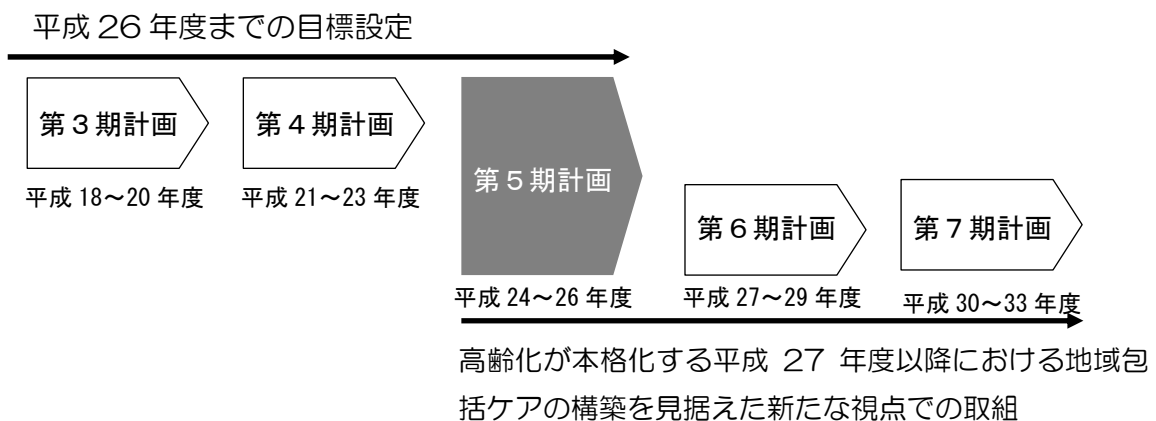 平成 26 年度までの目標設定
第3期計画
第4期計画
平成 18～20 年度
平成 21～23 年度
第5期計画
第6期計画
第7期計画
平成 24～26 年度
平成 27～29 年度
平成 30～33 年度
高齢化が本格化する平成 27 年度以降における地域包
括ケアの構築を見据えた新たな視点での取組